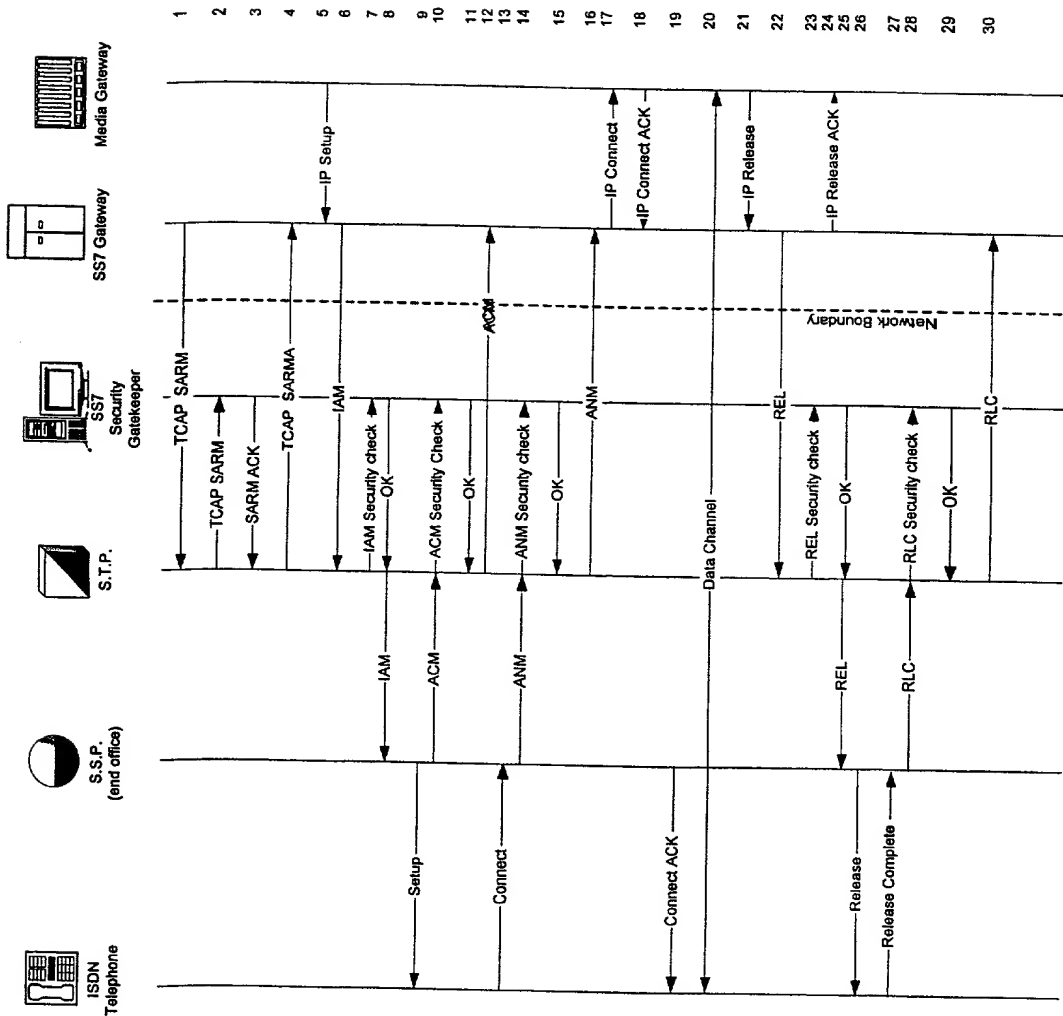 1
2
3
4
5
6
7
8
9
10
11
12
13
14
15
16
17
18
19
20
21
22
23
24
25
26
27
28
29
30
Media Gateway
SS7 Gateway
SS7
Security
Gatekeeper
S.T.P.
S.S.P.
(end office)
ISDN
Telephone
TCAP SARM
TCAP SARM
SARM ACK
TCAP SARMA
IP Setup
IAM
IAM Security check
OK
IAM
Setup
ACM
ACM Security Check
OK
ACM
Connect
ANM
ANM Security check
OK
ANM
IP Connect
IP Connect ACK
Connect ACK
Data Channel
IP Release
REL
REL Security check
IP Release ACK
OK
REL
Release
Release Complete
RLC
RLC Security check
OK
RLC
Network Boundary